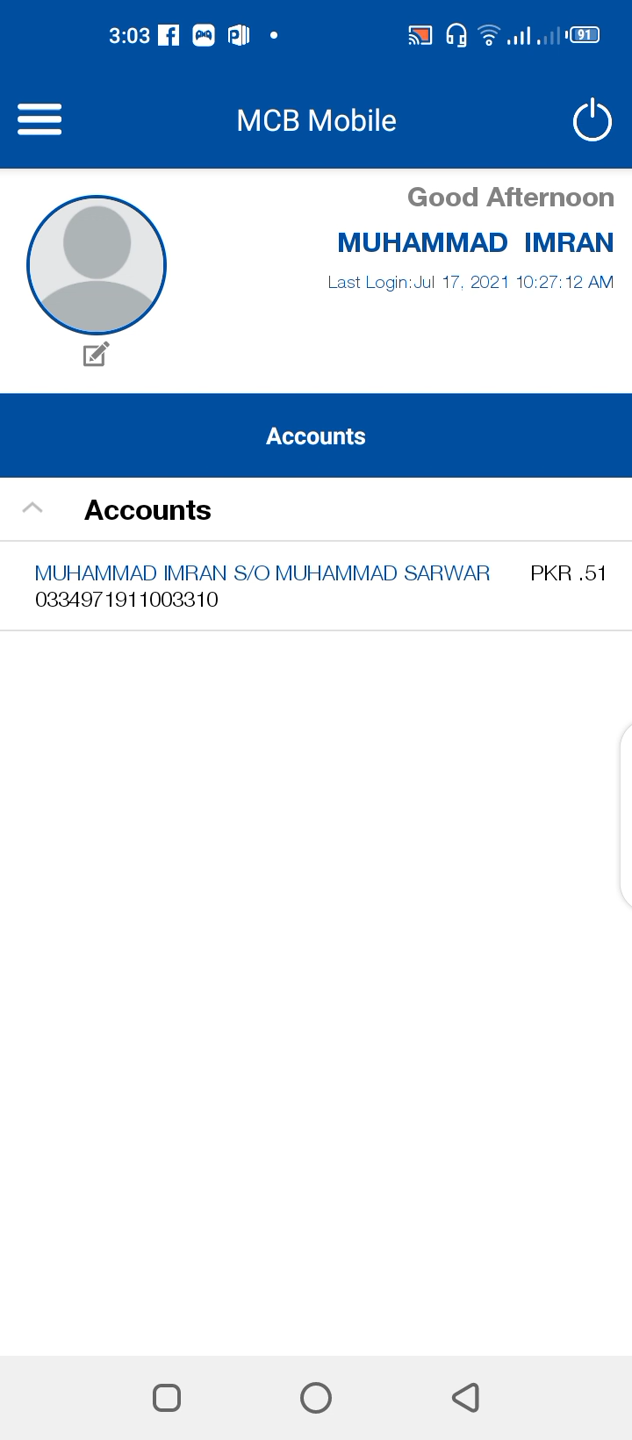 3:03
91
MCB Mobile
Good Afternoon
MUHAMMAD IMRAN
Last Login:Jul 17, 2021 10:27:12 AM
Accounts
Accounts
MUHAMMAD IMRAN S/O MUHAMMAD SARWAR PKR .51
0334971911003310